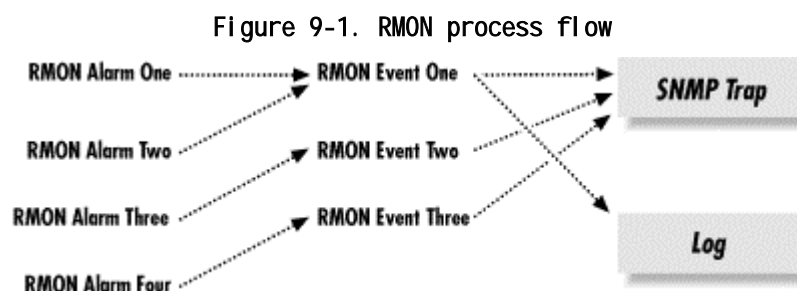 Figure 9-1. RMON process flow
RMON Alarm One
RMON Event One
SNMP Trap
RMON Alarm Two
RMON Event Two
RMON Alarm Three
RMON Event Three
Log
RMON Alarm Four